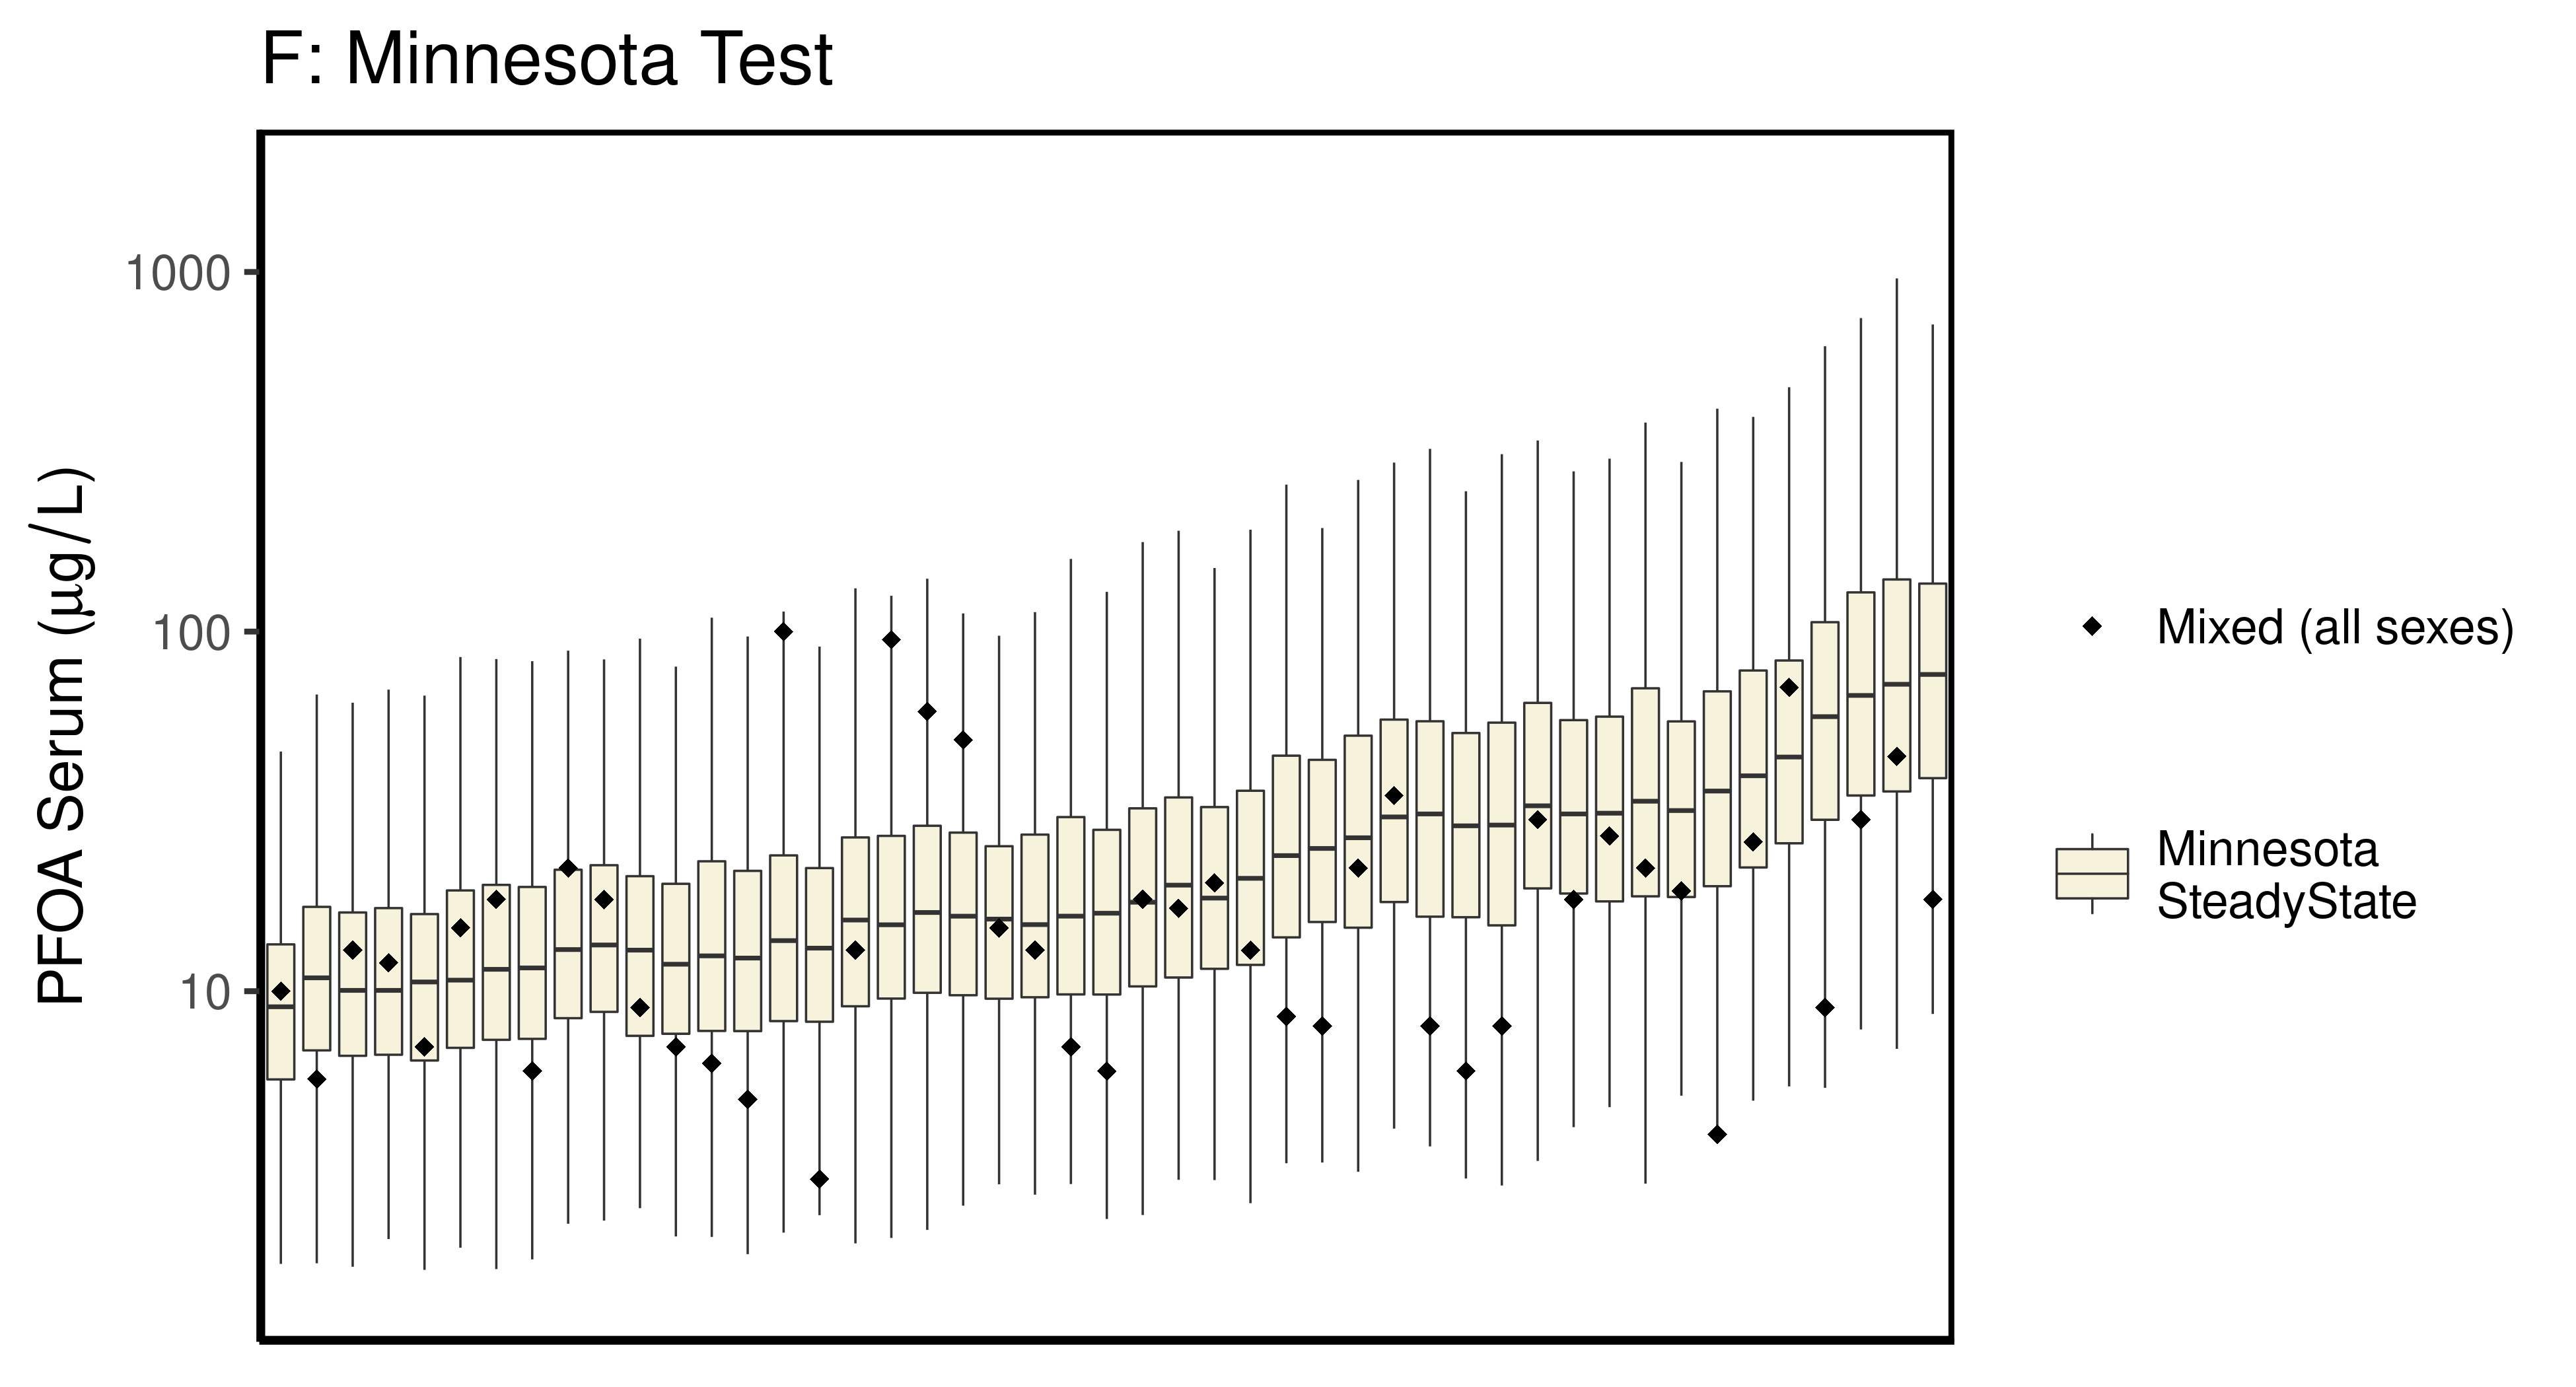 F: Minnesota Test
PFOA Serum (μg/L)
1000
100
10
Mixed (all sexes)
Minnesota
SteadyState